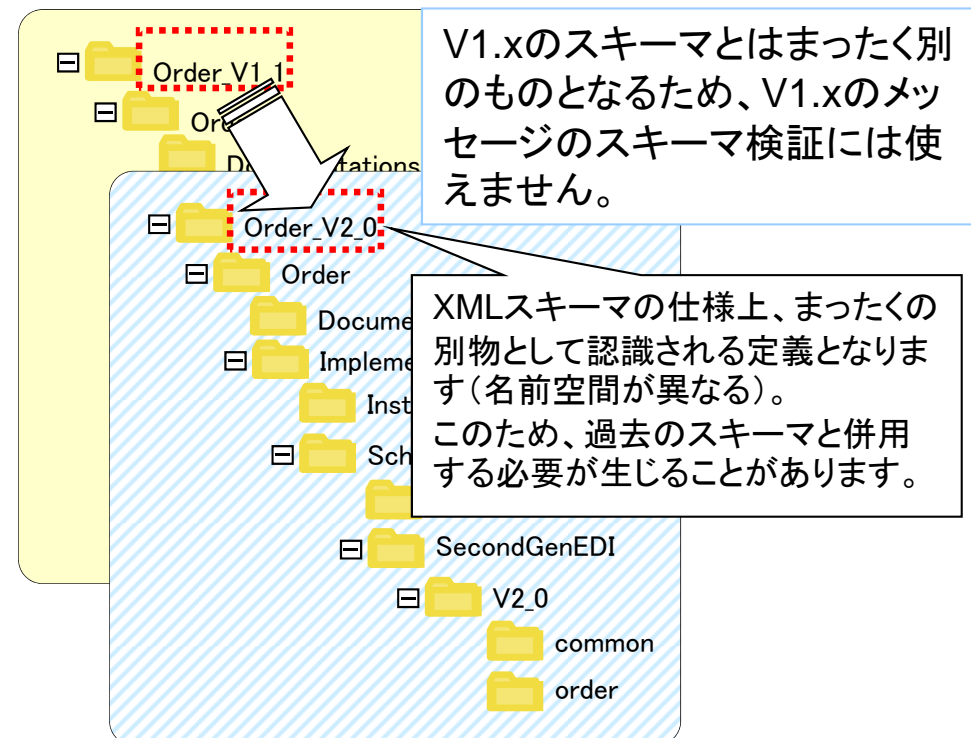 Order_V1_1
V1.xのスキーマとはまったく別
のものとなるため、V1.xのメッ
セージのスキーマ検証には使
えません。
Order_V2_0
Order
XMLスキーマの仕様上、まったくの
別物として認識される定義となりま
す（名前空間が異なる）。
このため、過去のスキーマと併用
する必要が生じることがあります。
Docume
Impleme
Inst
Sch
SecondGenEDI
V2_0
common
order